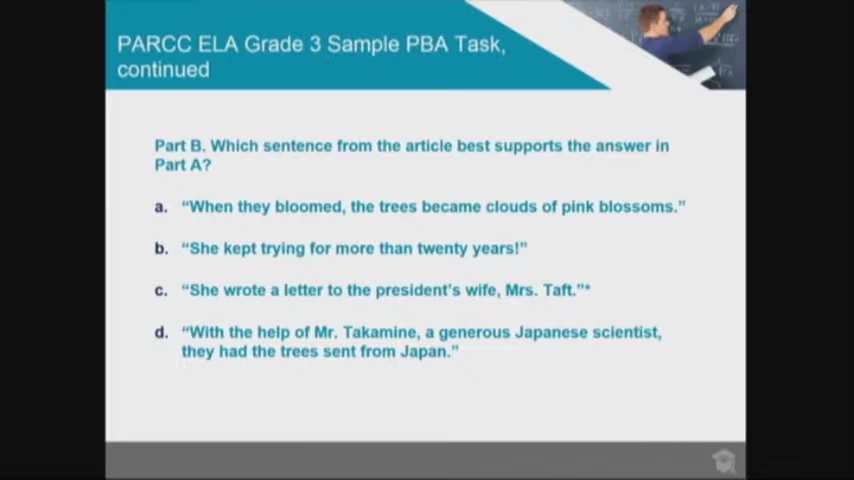 PARCC ELA Grade 3 Sample PBA Task,
continued
Part B. Which sentence from the article best supports the answer in
Part A?
a. “When they bloomed, the trees became clouds of pink blossoms.”
b. “She kept trying for more than twenty years!”
c. “She wrote a letter to the president’s wife, Mrs. Taft.”*
d. “With the help of Mr. Takamine, a generous Japanese scientist,
they had the trees sent from Japan.”